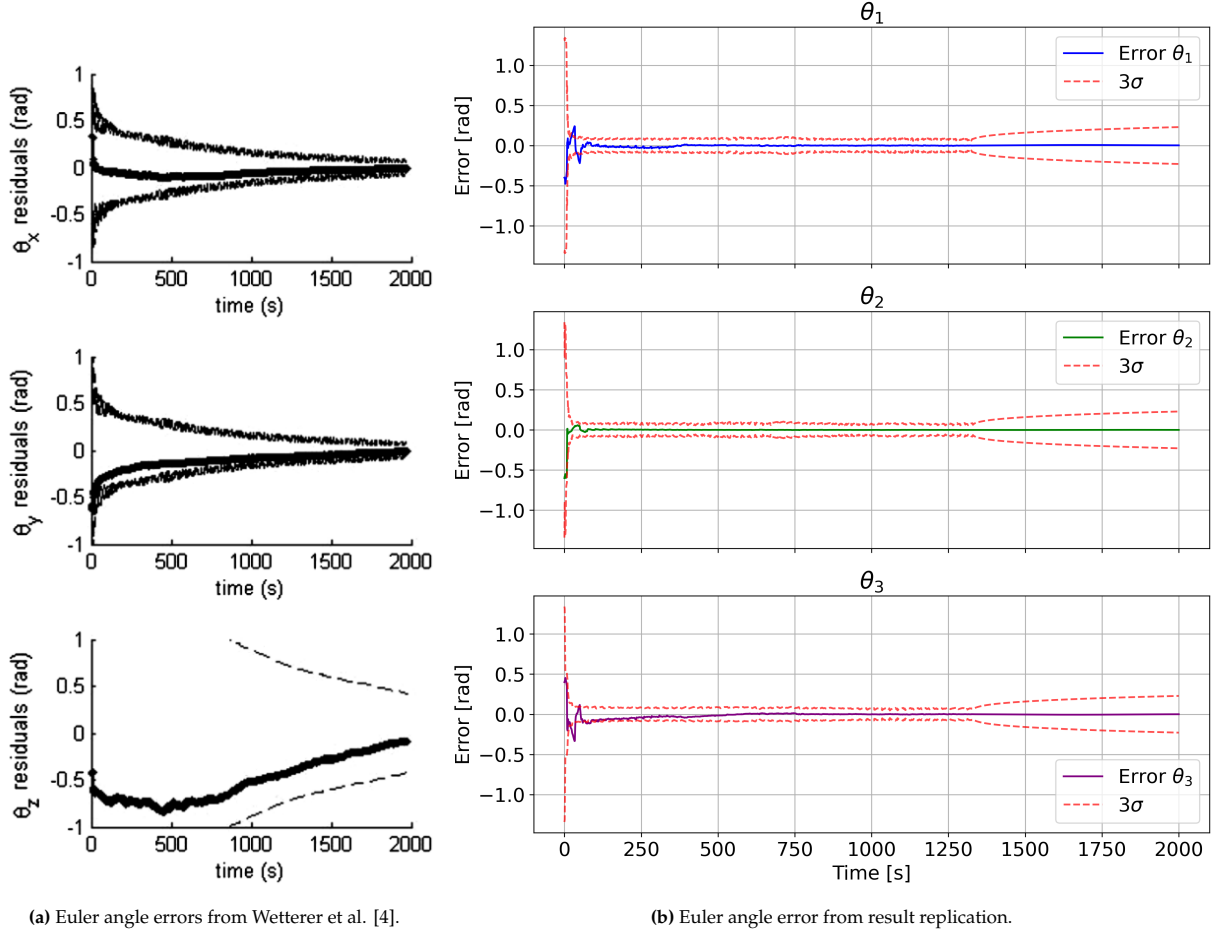 1
0.5
0
-0.5
-1
θx residuals (rad)
0 500 1000 1500 2000
time (s)
1
0.5
0
-0.5
-1
θy residuals (rad)
0 500 1000 1500 2000
time (s)
1
0.5
0
-0.5
-1
θz residuals (rad)
0 500 1000 1500 2000
time (s)
(a) Euler angle errors from Wetterer et al. [4].
θ1
1.0
0.5
0.0
−0.5
−1.0
Error [rad]
Error θ1
3σ
θ2
1.0
0.5
0.0
−0.5
−1.0
Error [rad]
Error θ2
3σ
θ3
1.0
0.5
0.0
−0.5
−1.0
Error [rad]
Error θ3
3σ
0 250 500 750 1000 1250 1500 1750 2000
Time [s]
(b) Euler angle error from result replication.